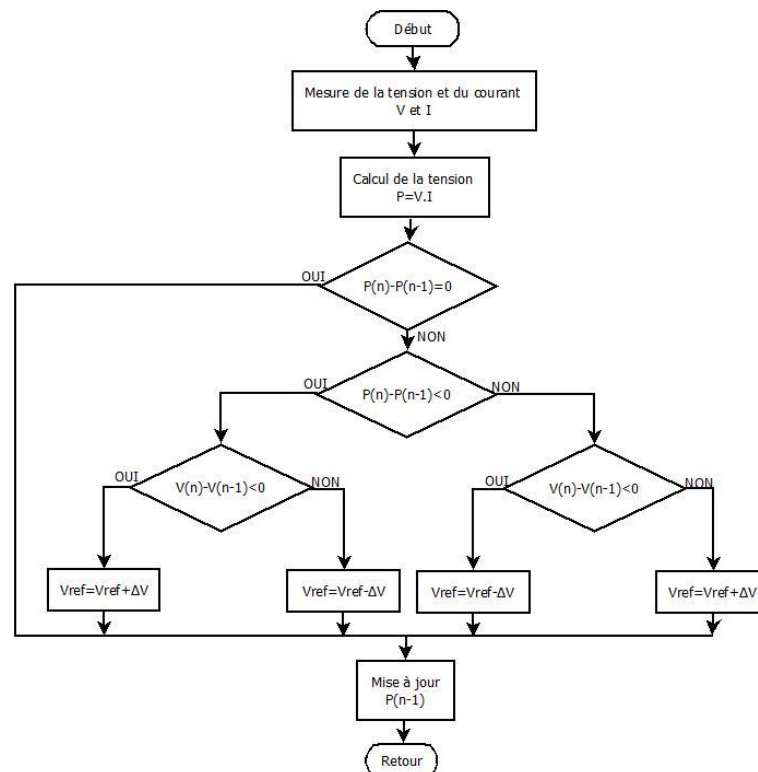 Début
Mesure de la tension et du courant
V et I
Calcul de la tension
P=V.I
OUI
P(n)-P(n-1)=0
NON
OUI
P(n)-P(n-1)<0
NON
OUI
V(n)-V(n-1)<0
NON
OUI
V(n)-V(n-1)<0
NON
Vref=Vref+ΔV
Vref=Vref-ΔV
Vref=Vref-ΔV
Vref=Vref+ΔV
Mise à jour
P(n-1)
Retour